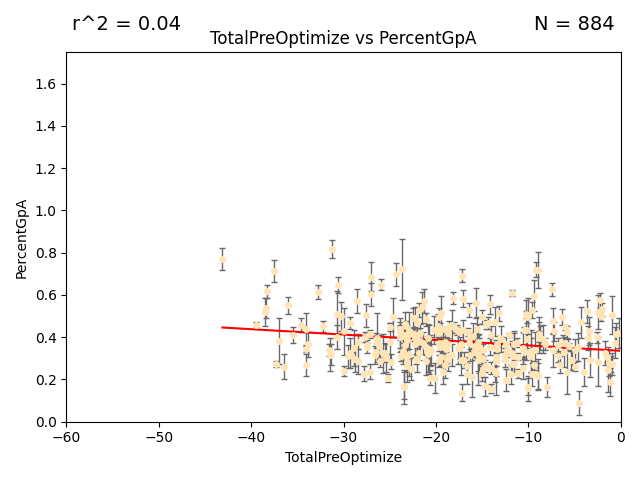 r^2 = 0.04
N = 884
TotalPreOptimize vs PercentGpA
PercentGpA
1.6
1.4
1.2
1.0
0.8
0.6
0.4
0.2
0.0
−60 −50 −40 −30 −20 −10 0
TotalPreOptimize